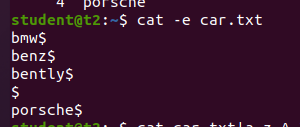 4 porsche
student@t2:~$ cat -e car.txt
bmw$
benz$
bently$
$
porsche$